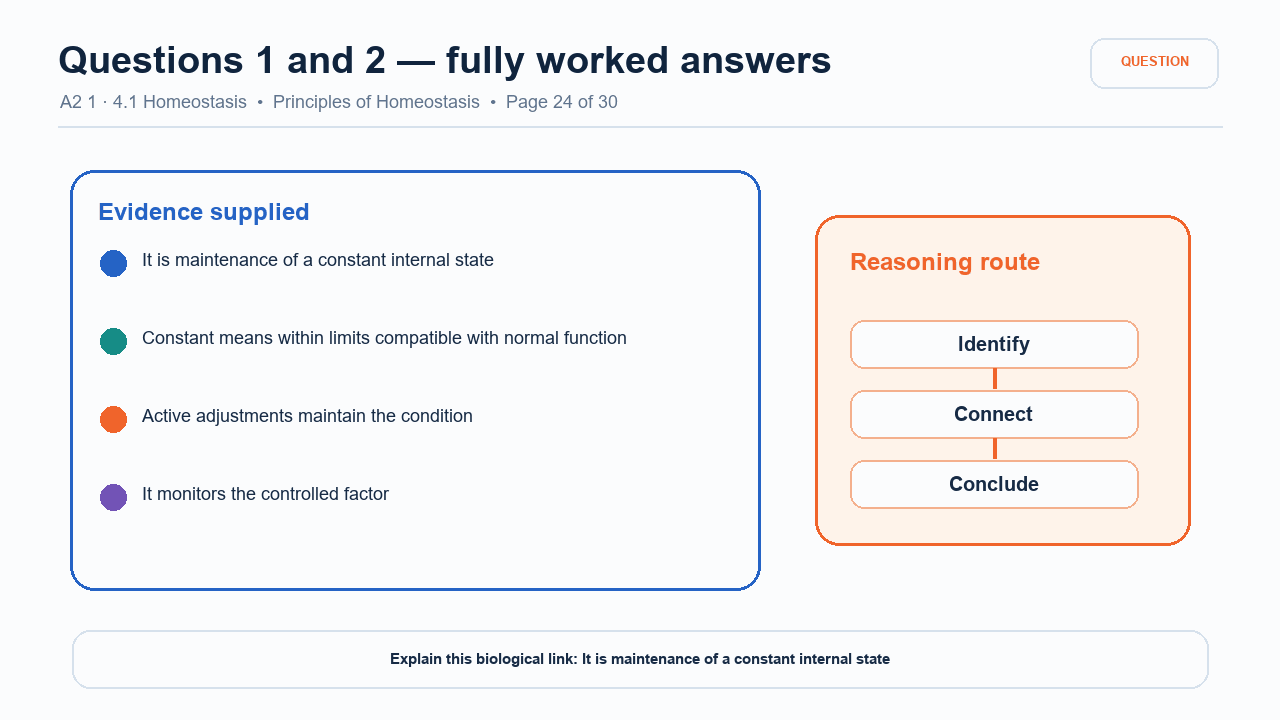 Questions 1 and 2 — fully worked answers
QUESTION
A2 1 · 4.1 Homeostasis • Principles of Homeostasis • Page 24 of 30
Evidence supplied
It is maintenance of a constant internal state
Constant means within limits compatible with normal function
Active adjustments maintain the condition
It monitors the controlled factor
Reasoning route
Identify
Connect
Conclude
Explain this biological link: It is maintenance of a constant internal state